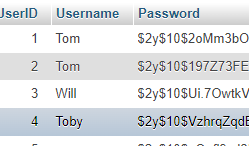 UserID Username Password
1 Tom $2y$10$2oMm3bO
2 Tom $2y$10$197Z73FE
3 Will $2y$10$Ui.7OwtkV
4 Toby $2y$10$VzhrqZqdE